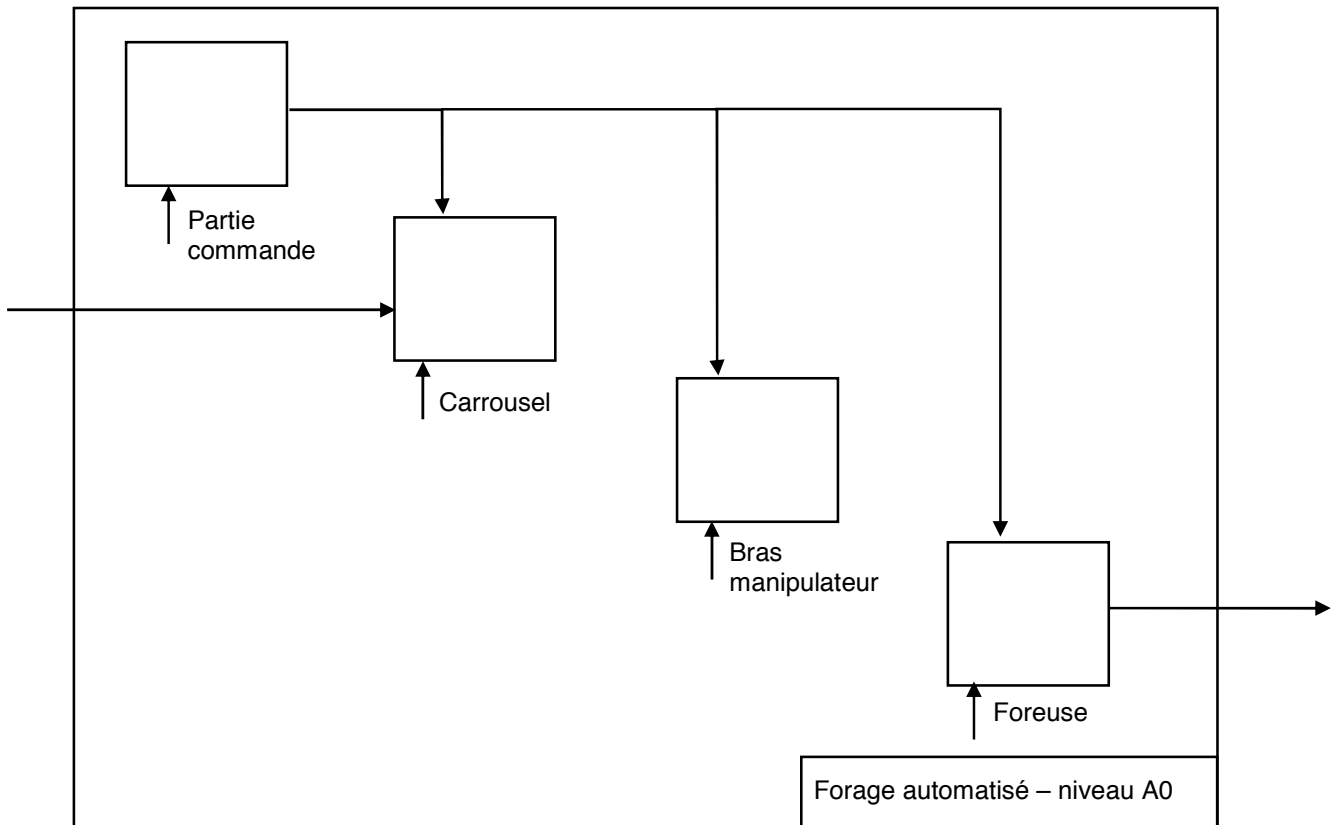 Partie
commande
Carrousel
Bras
manipulateur
Foreuse
Forage automatisé – niveau A0